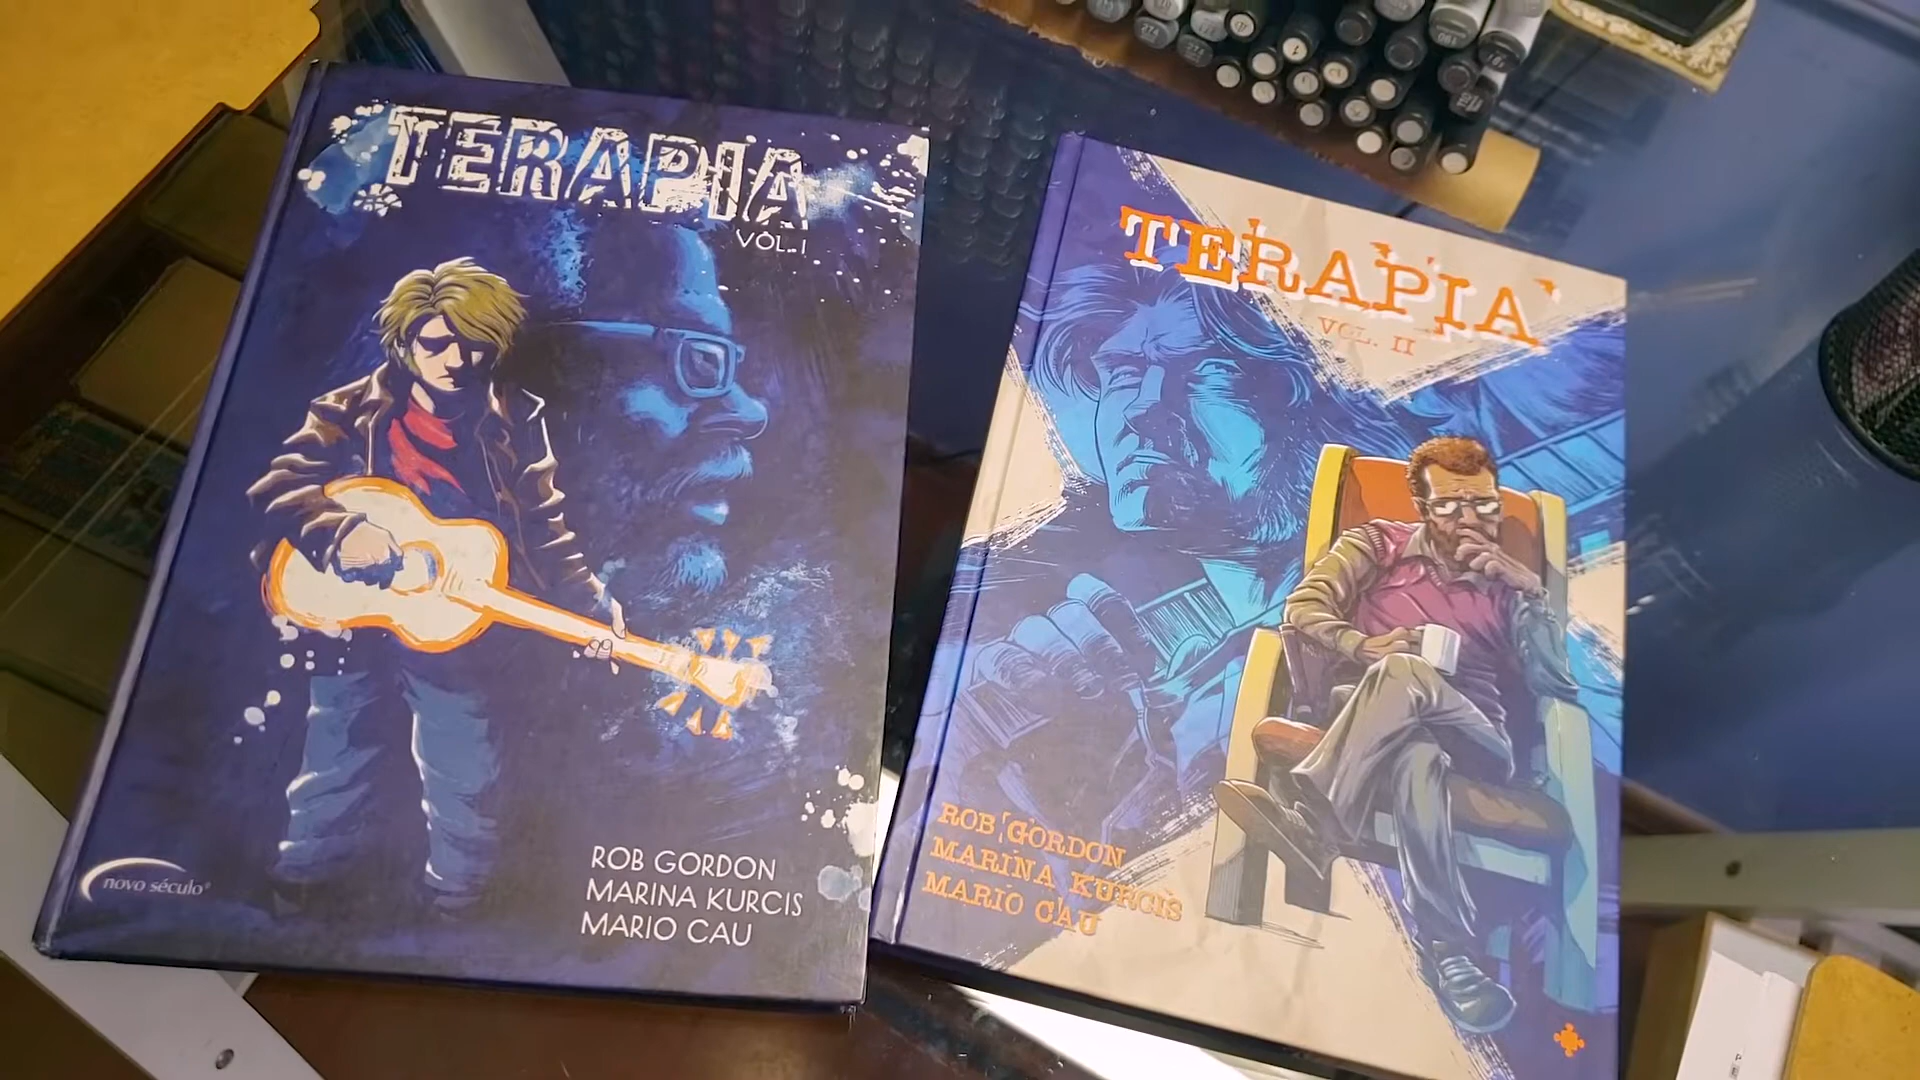 TERAPIA
VOL. I
novo século®
ROB GORDON
MARINA KURCIS
MARIO CAU
TERAPIA
VOL. II
ROB GORDON
MARINA KURCIS
MARIO CAU